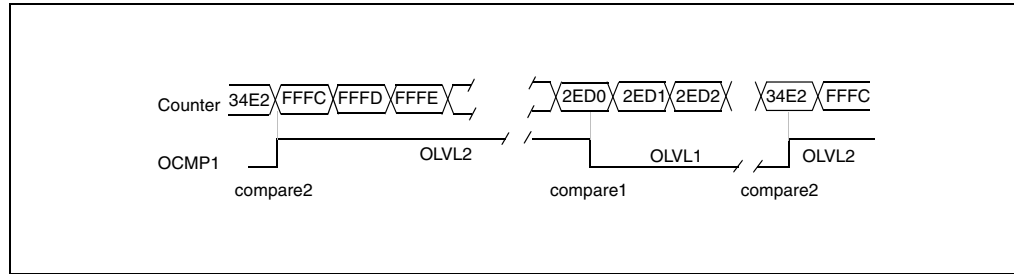 Counter 34E2 FFFC FFFD FFFE 2ED0 2ED1 2ED2 34E2 FFFC
OCMP1 OLVL2 OLVL1 OLVL2
compare2 compare1 compare2